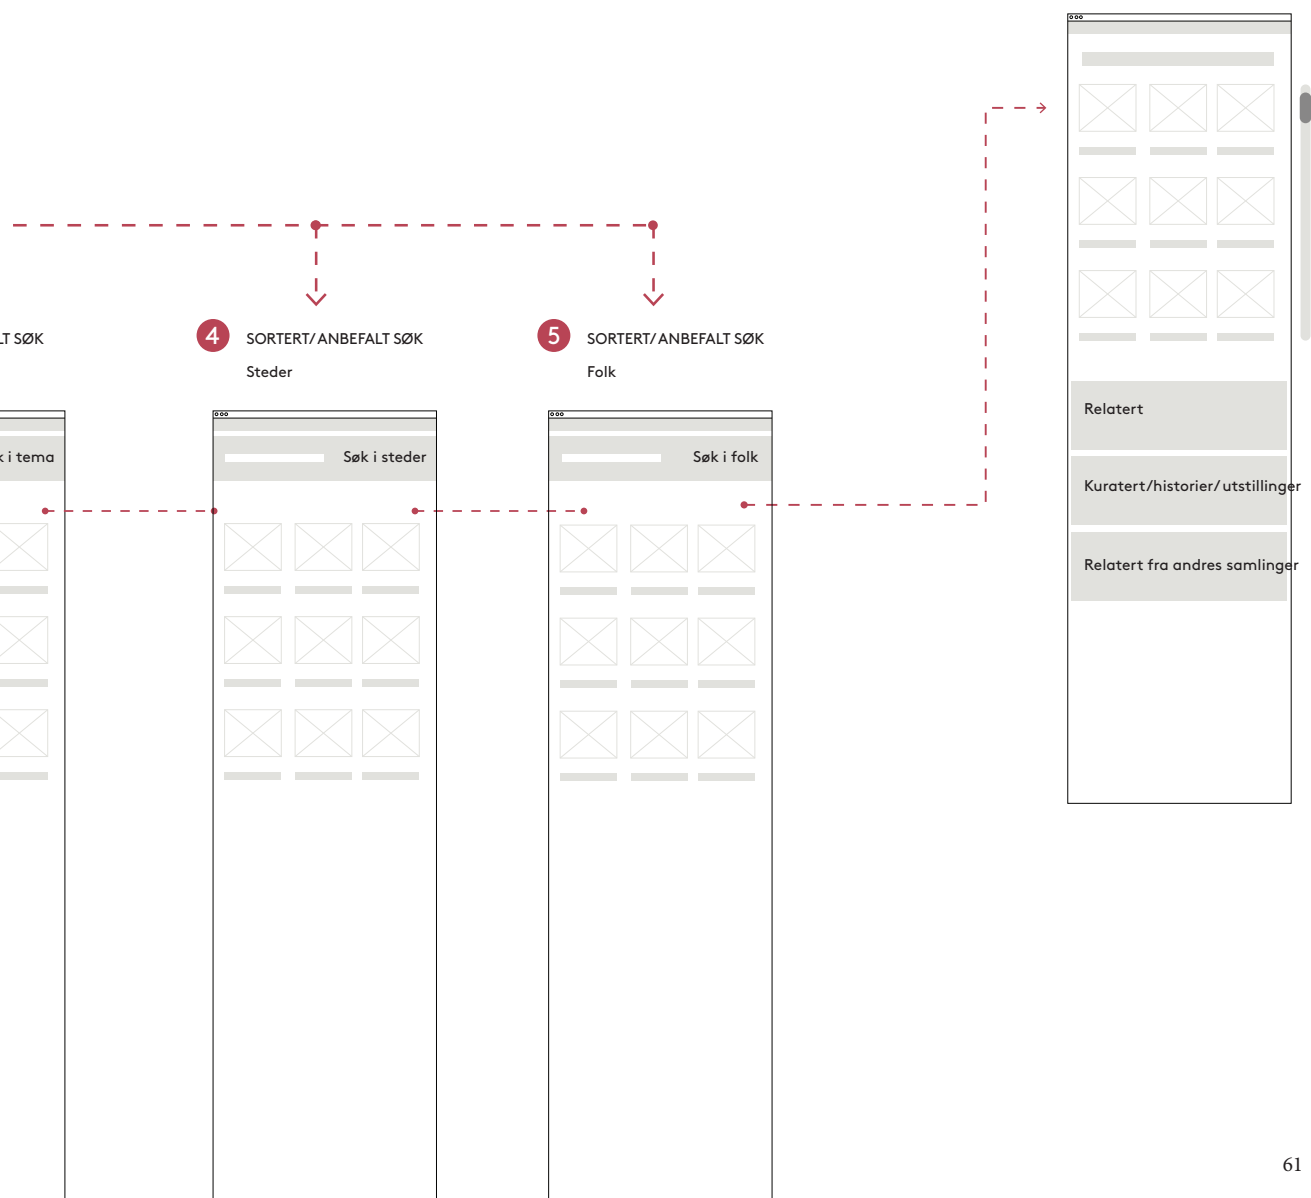 LT SØK
4 SORTERT/ ANBEFALT SØK
Steder
5 SORTERT/ ANBEFALT SØK
Folk
k i tema
Søk i steder
Søk i folk
Relatert
Kuratert/historier/ utstillinger
Relatert fra andres samlinger
61